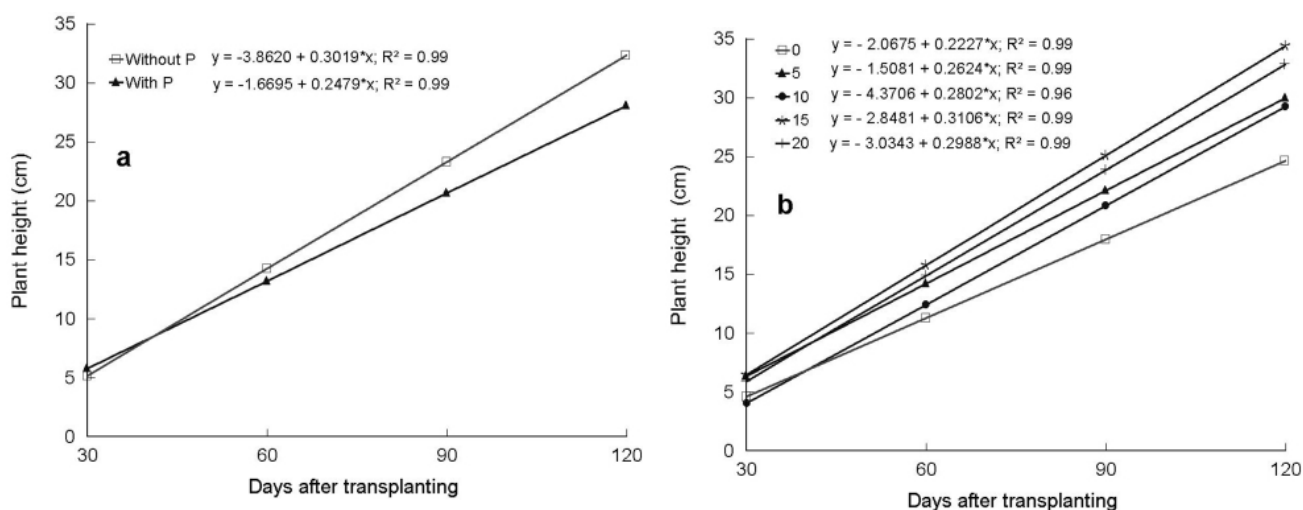 35
30
25
20
15
10
5
0
Plant height (cm)
Without P y = -3.8620 + 0.3019*x; R² = 0.99
With P y = -1.6695 + 0.2479*x; R² = 0.99
a
30 60 90 120
Days after transplanting
35
30
25
20
15
10
5
0
Plant height (cm)
0 y = - 2.0675 + 0.2227*x; R² = 0.99
5 y = - 1.5081 + 0.2624*x; R² = 0.99
10 y = - 4.3706 + 0.2802*x; R² = 0.96
15 y = - 2.8481 + 0.3106*x; R² = 0.99
20 y = - 3.0343 + 0.2988*x; R² = 0.99
b
30 60 90 120
Days after transplanting